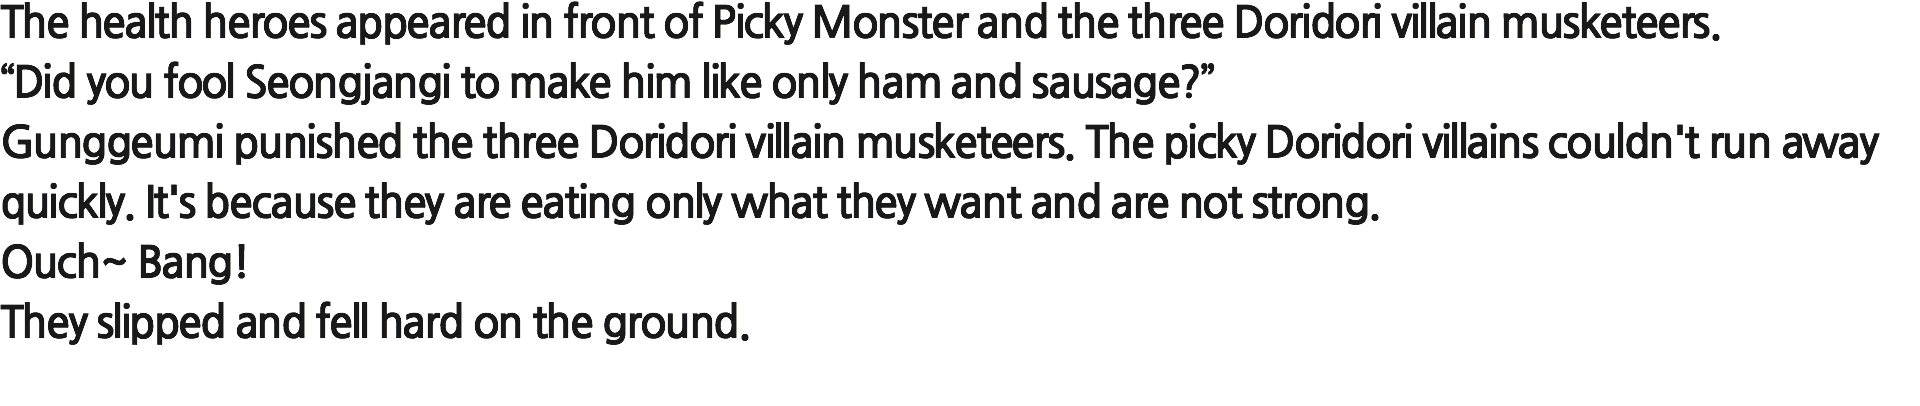 The health heroes appeared in front of Picky Monster and the three Doridori villain musketeers.
“Did you fool Seongjangi to make him like only ham and sausage?”
Gunggeumi punished the three Doridori villain musketeers. The picky Doridori villains couldn't run away
quickly. It's because they are eating only what they want and are not strong.
Ouch~ Bang!
They slipped and fell hard on the ground.